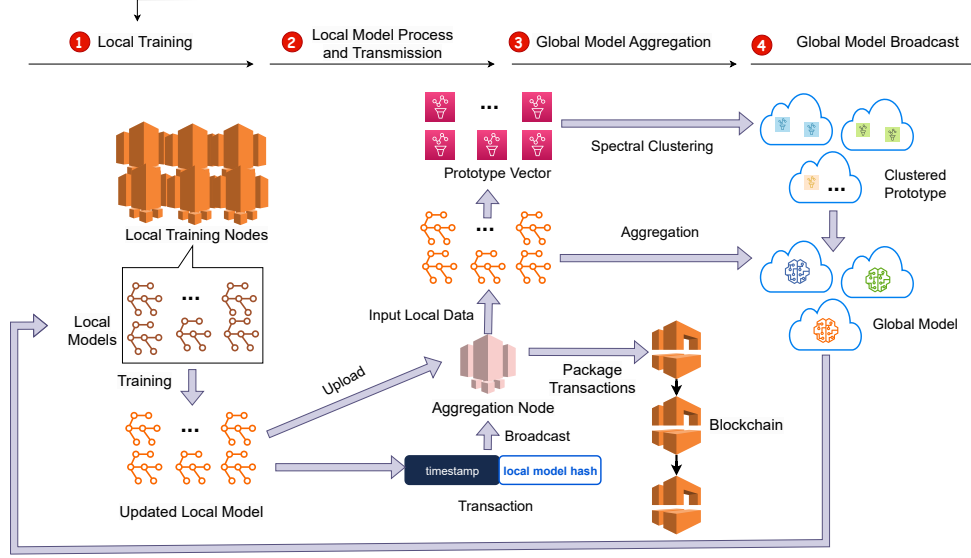 1 Local Training
2 Local Model Process
and Transmission
3 Global Model Aggregation
4 Global Model Broadcast
...
Prototype Vector
Spectral Clustering
...
Clustered
Prototype
Local Training Nodes
...
Aggregation
...
Local
Models
Input Local Data
Global Model
Training
Upload
Package
Transactions
Aggregation Node
Blockchain
...
Broadcast
timestamp
local model hash
Updated Local Model
Transaction